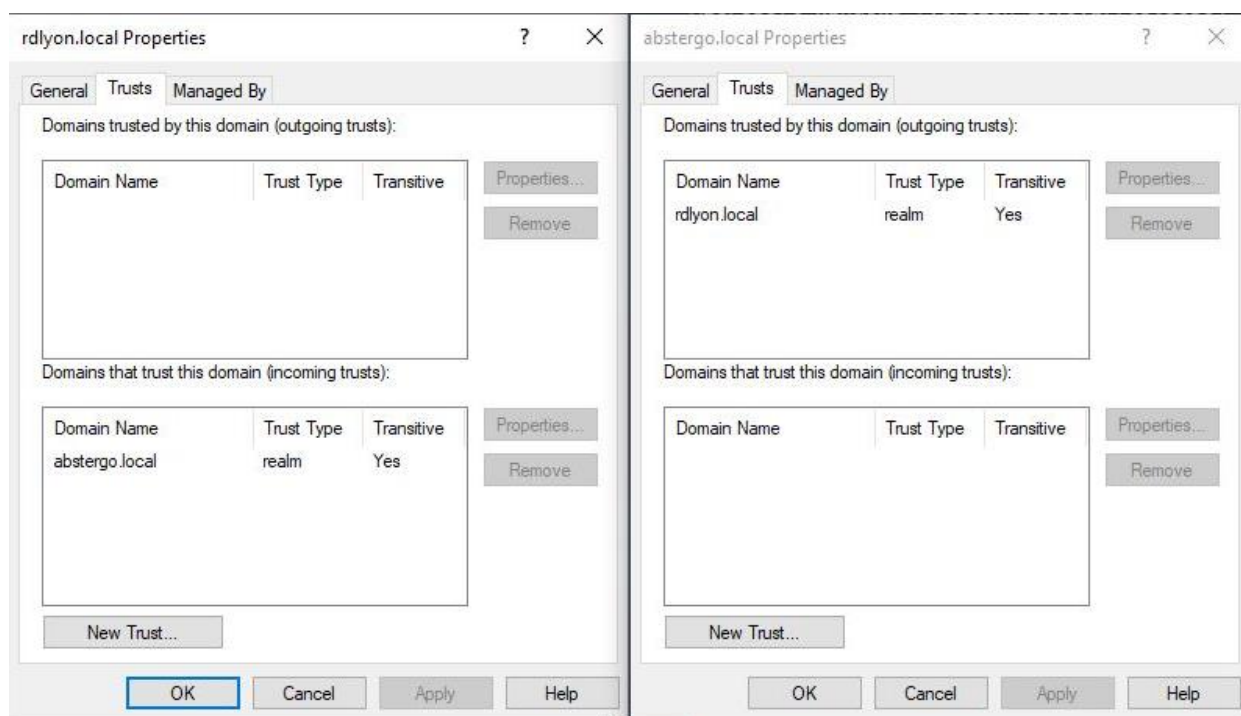 rdlyon.local Properties ? ×
General Trusts Managed By
Domains trusted by this domain (outgoing trusts):
Domain Name Trust Type Transitive
Properties...
Remove
Domains that trust this domain (incoming trusts):
Domain Name Trust Type Transitive
abstergo.local realm Yes
Properties...
Remove
New Trust...
OK Cancel Apply Help
abstergo.local Properties ? ×
General Trusts Managed By
Domains trusted by this domain (outgoing trusts):
Domain Name Trust Type Transitive
rdlyon.local realm Yes
Properties...
Remove
Domains that trust this domain (incoming trusts):
Domain Name Trust Type Transitive
Properties...
Remove
New Trust...
OK Cancel Apply Help